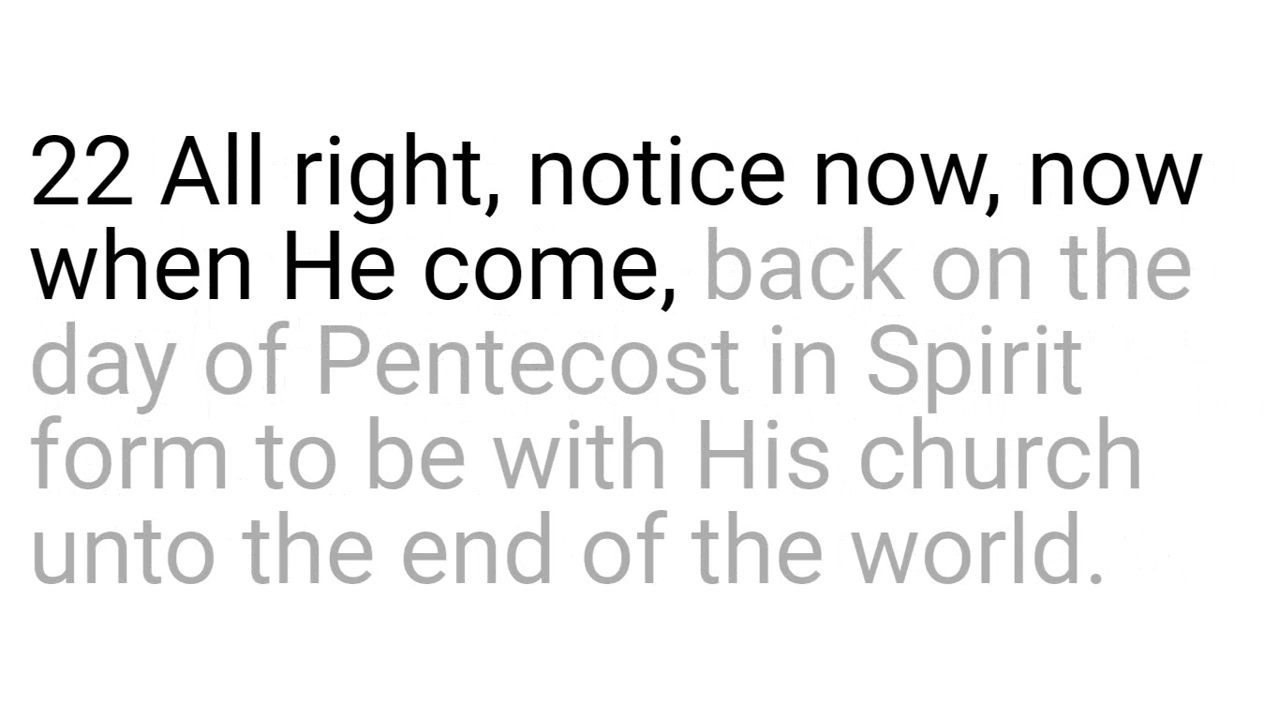 22 All right, notice now, now
when He come, back on the
day of Pentecost in Spirit
form to be with His church
unto the end of the world.